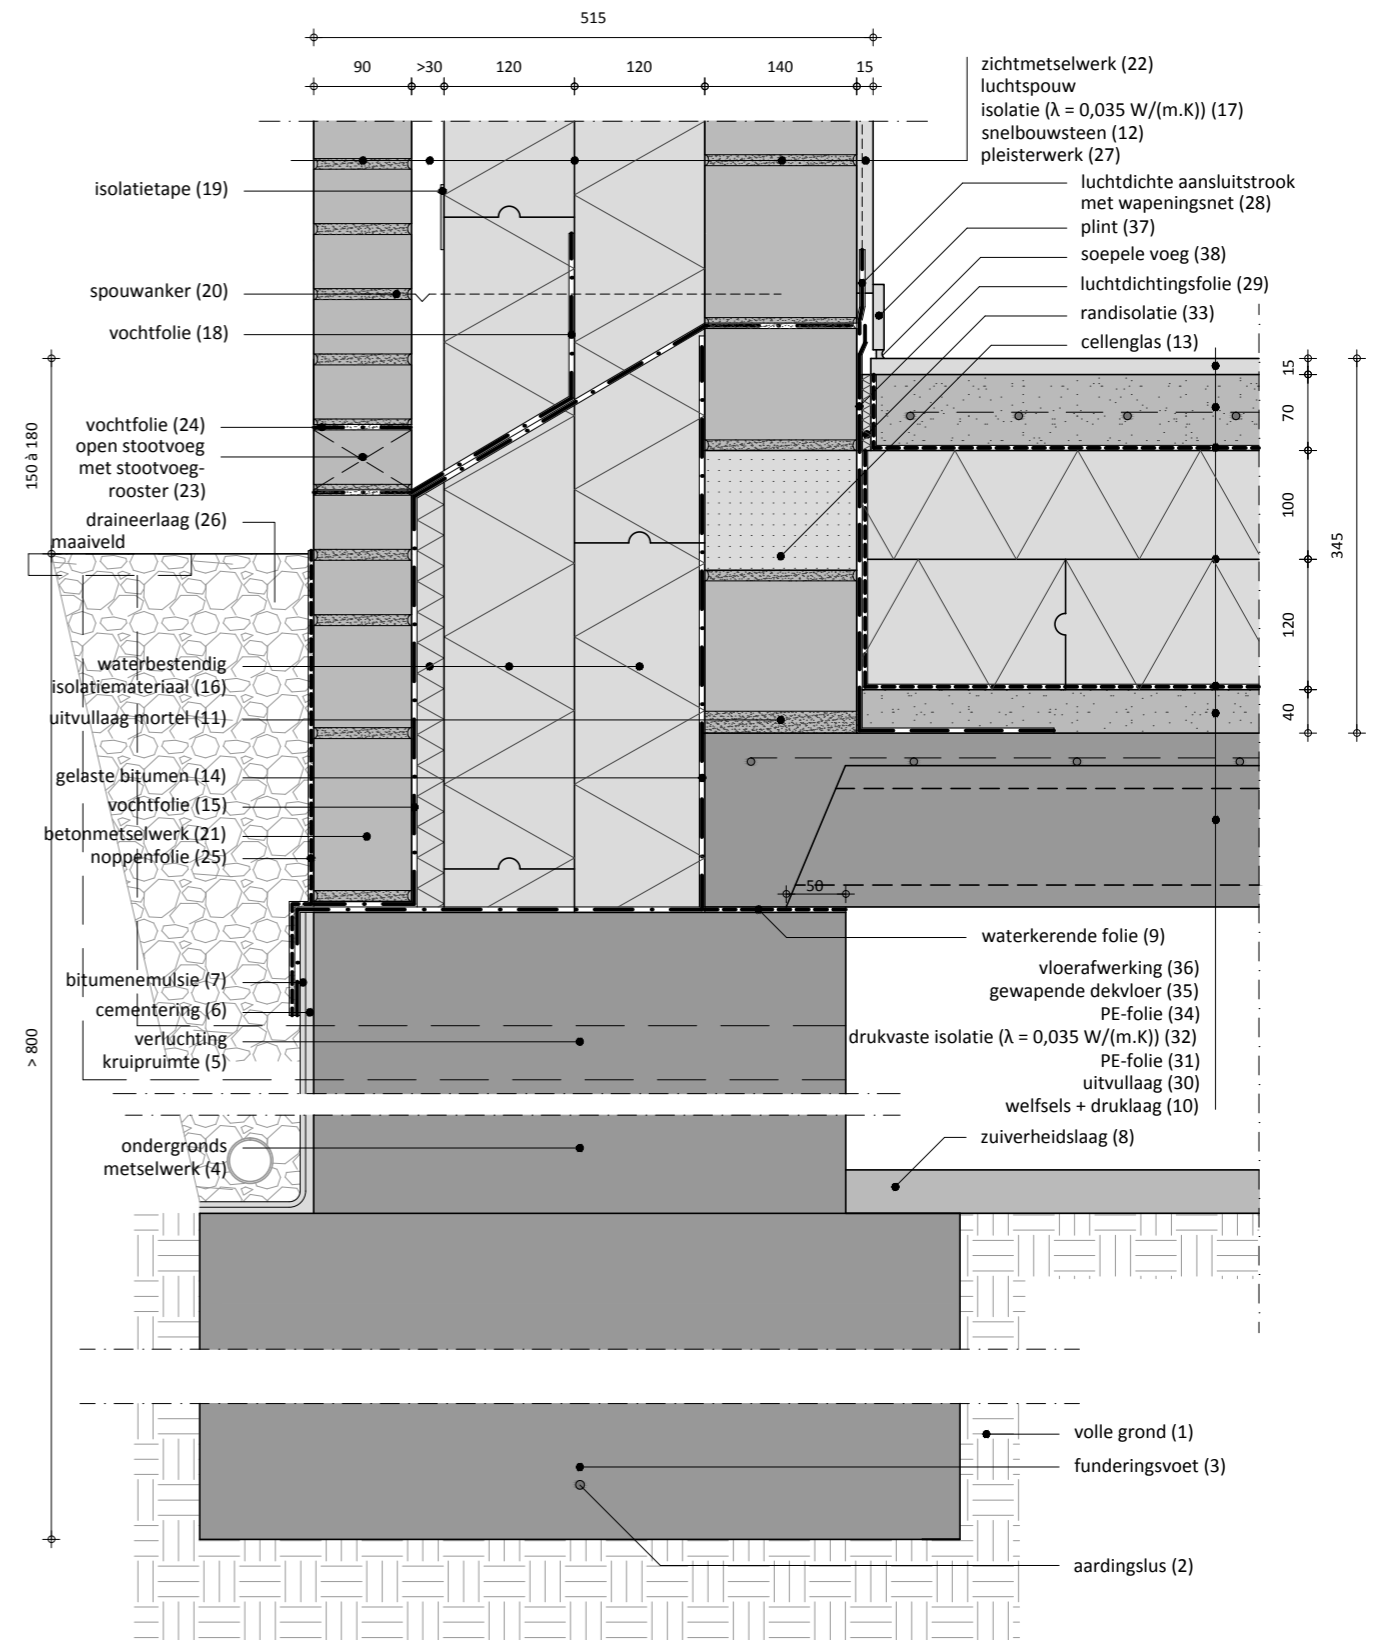 515
90
>30
120
120
140
15
zichtmetselwerk (22)
luchtspouw
isolatie (λ = 0,035 W/(m.K)) (17)
snelbouwsteen (12)
pleisterwerk (27)
isolatietape (19)
luchtdichte aansluitstrook
met wapeningsnet (28)
plint (37)
soepele voeg (38)
luchtdichtingsfolie (29)
randisolatie (33)
cellenglas (13)
spouwanker (20)
vochtfolie (18)
15
70
100
120
40
345
150 à 180
vochtfolie (24)
open stootvoeg
met stootvoeg-
rooster (23)
draineerlaag (26)
maaiveld
waterbestendig
isolatiemateriaal (16)
uitvullaag mortel (11)
gelaste bitumen (14)
vochtfolie (15)
betonmetselwerk (21)
noppenfolie (25)
50
waterkerende folie (9)
vloerafwerking (36)
gewapende dekvloer (35)
PE-folie (34)
drukvaste isolatie (λ = 0,035 W/(m.K)) (32)
PE-folie (31)
uitvullaag (30)
welfsels + druklaag (10)
bitumenemulsie (7)
cementering (6)
verluchting
kruipruimte (5)
> 800
ondergronds
metselwerk (4)
zuiverheidslaag (8)
volle grond (1)
funderingsvoet (3)
aardingslus (2)